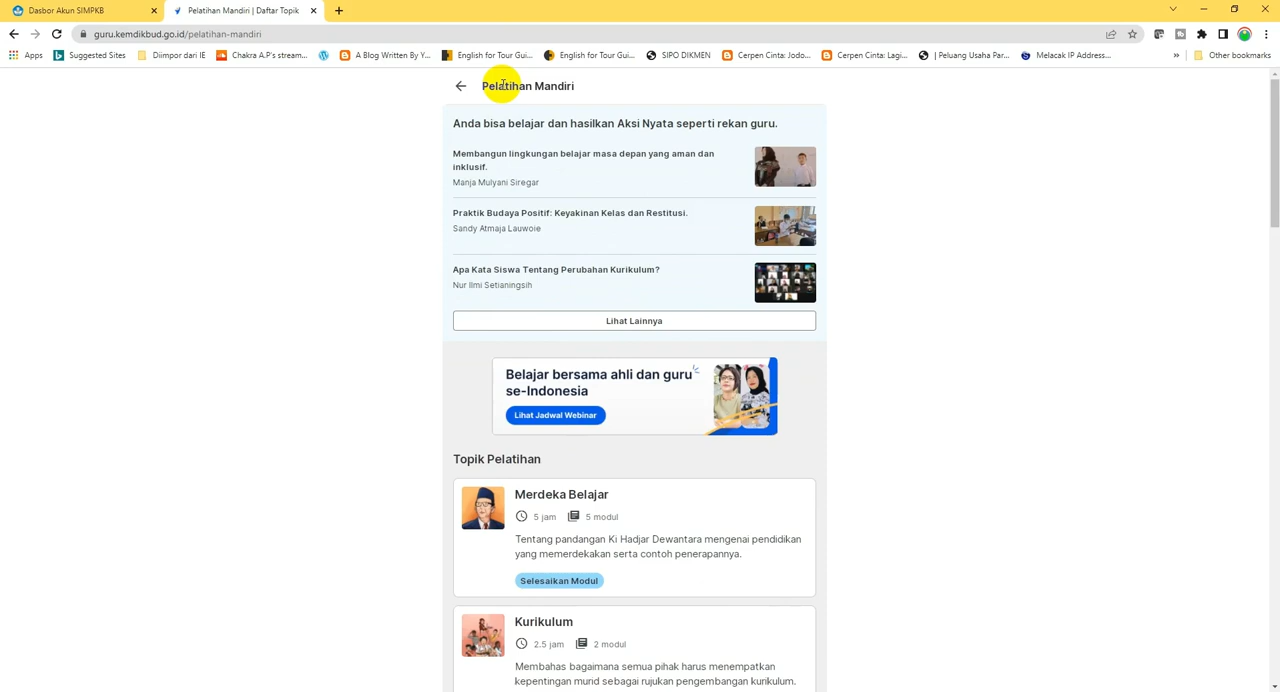 Dasbor Akun SIMPKB
Pelatihan Mandiri | Daftar Topik
guru.kemdikbud.go.id/pelatihan-mandiri
Apps
Suggested Sites
Diimpor dari IE
Chakra A.P's stream...
A Blog Written By Y...
English for Tour Gui...
English for Tour Gui...
SIPO DIKMEN
Cerpen Cinta: Jodo...
Cerpen Cinta: Lagi...
| Peluang Usaha Par...
Melacak IP Address...
»
Other bookmarks
Pelatihan Mandiri
Anda bisa belajar dan hasilkan Aksi Nyata seperti rekan guru.
Membangun lingkungan belajar masa depan yang aman dan
inklusif.
Manja Mulyani Siregar
Praktik Budaya Positif: Keyakinan Kelas dan Restitusi.
Sandy Atmaja Lauwoie
Apa Kata Siswa Tentang Perubahan Kurikulum?
Nur Ilmi Setianingsih
Lihat Lainnya
Belajar bersama ahli dan guru
se-Indonesia
Lihat Jadwal Webinar
Topik Pelatihan
Merdeka Belajar
5 jam 5 modul
Tentang pandangan Ki Hadjar Dewantara mengenai pendidikan
yang memerdekakan serta contoh penerapannya.
Selesaikan Modul
Kurikulum
2.5 jam 2 modul
Membahas bagaimana semua pihak harus menempatkan
kepentingan murid sebagai rujukan pengembangan kurikulum.